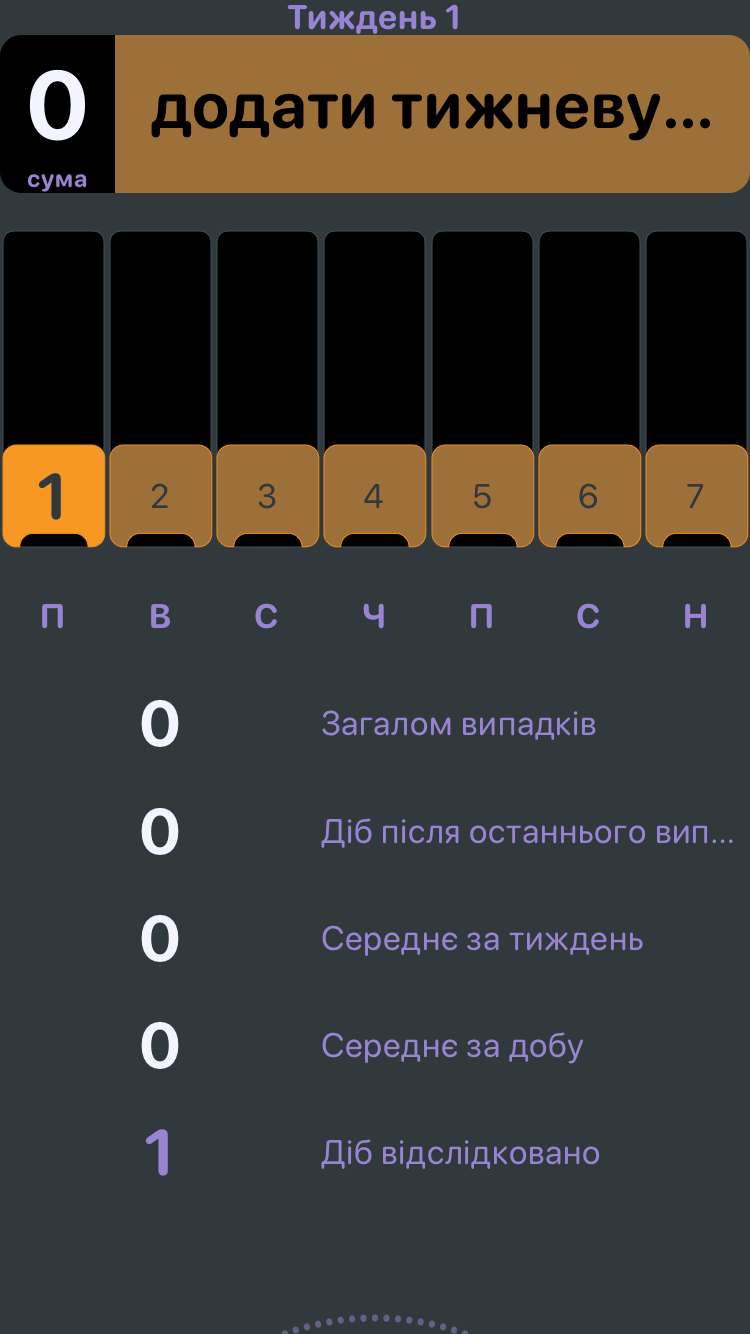 Тиждень 1
0
сума
додати тижневу...
1 2 3 4 5 6 7
П В С Ч П С Н
0 Загалом випадків
0 Діб після останнього вип...
0 Середнє за тиждень
0 Середнє за добу
1 Діб відслідковано